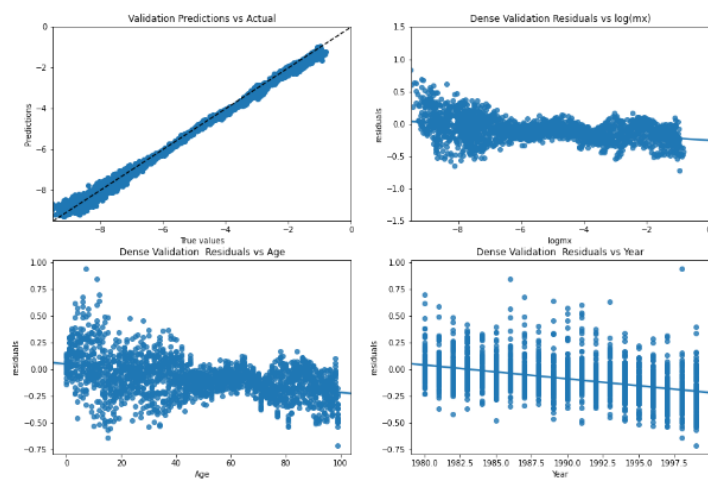 Validation Predictions vs Actual
0
−2
−4
−6
−8
Predictions
−8 −6 −4 −2 0
True values
Dense Validation Residuals vs log(mx)
1.5
1.0
0.5
0.0
−0.5
−1.0
−1.5
residuals
−8 −6 −4 −2 0
logmx
Dense Validation  Residuals vs Age
1.00
0.75
0.50
0.25
0.00
−0.25
−0.50
−0.75
residuals
0 20 40 60 80 100
Age
Dense Validation  Residuals vs Year
1.00
0.75
0.50
0.25
0.00
−0.25
−0.50
−0.75
residuals
1980.0 1982.5 1985.0 1987.5 1990.0 1992.5 1995.0 1997.5
Year